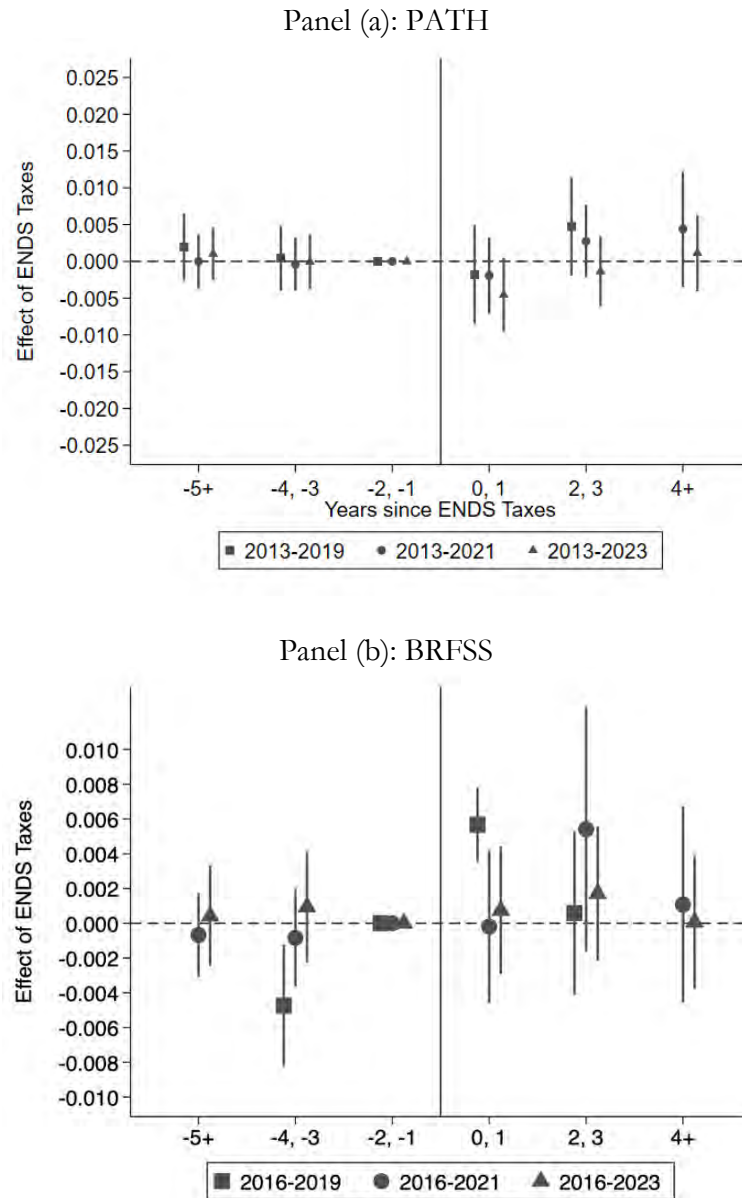 Panel (a): PATH
0.025
0.020
0.015
0.010
0.005
0.000
-0.005
-0.010
-0.015
-0.020
-0.025
Effect of ENDS Taxes
-5+ -4, -3 -2, -1 0, 1 2, 3 4+
Years since ENDS Taxes
2013-2019 2013-2021 2013-2023
Panel (b): BRFSS
0.010
0.008
0.006
0.004
0.002
0.000
-0.002
-0.004
-0.006
-0.008
-0.010
Effect of ENDS Taxes
-5+ -4, -3 -2, -1 0, 1 2, 3 4+
2016-2019 2016-2021 2016-2023